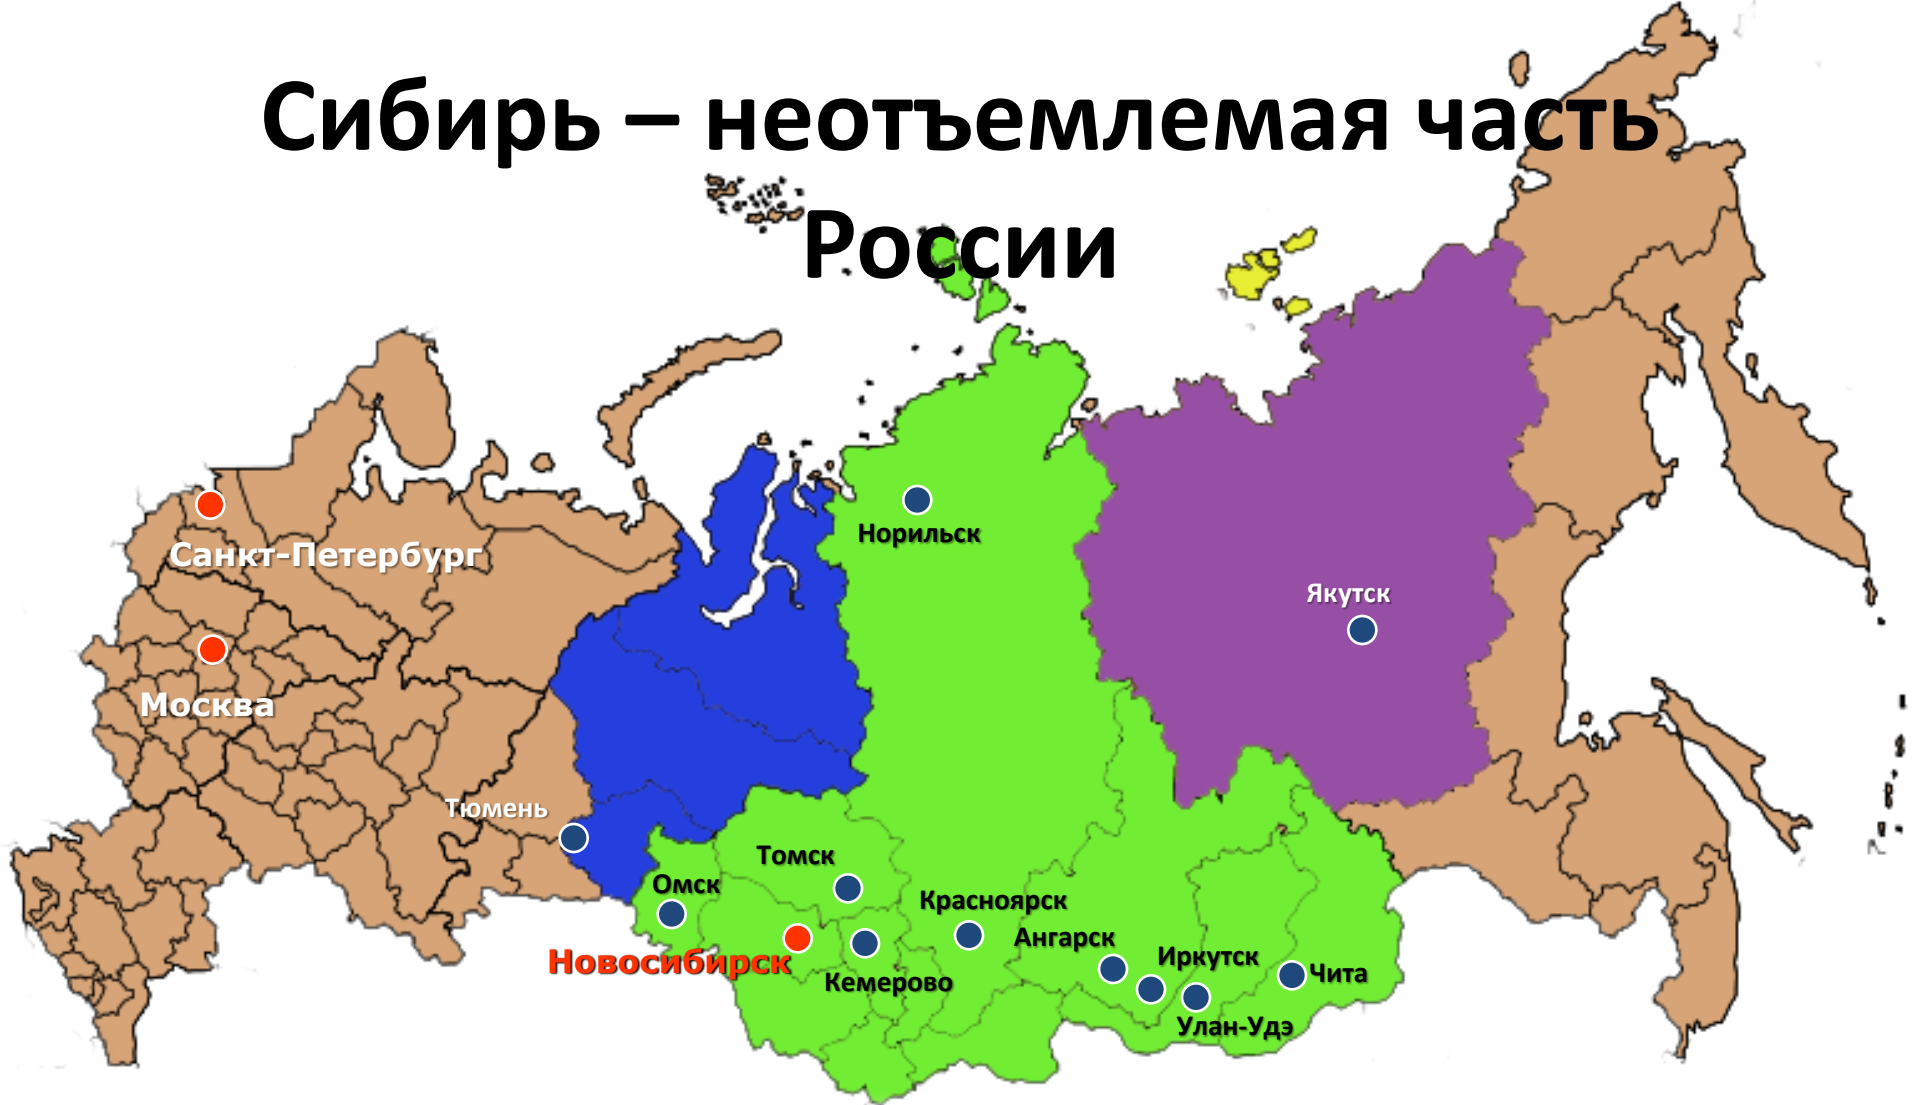 Сибирь – неотъемлемая часть
России
Норильск
Санкт-Петербург
Якутск
Москва
Тюмень
Томск
Омск
Красноярск
Ангарск
Новосибирск
Иркутск
Кемерово
Чита
Улан-Удэ